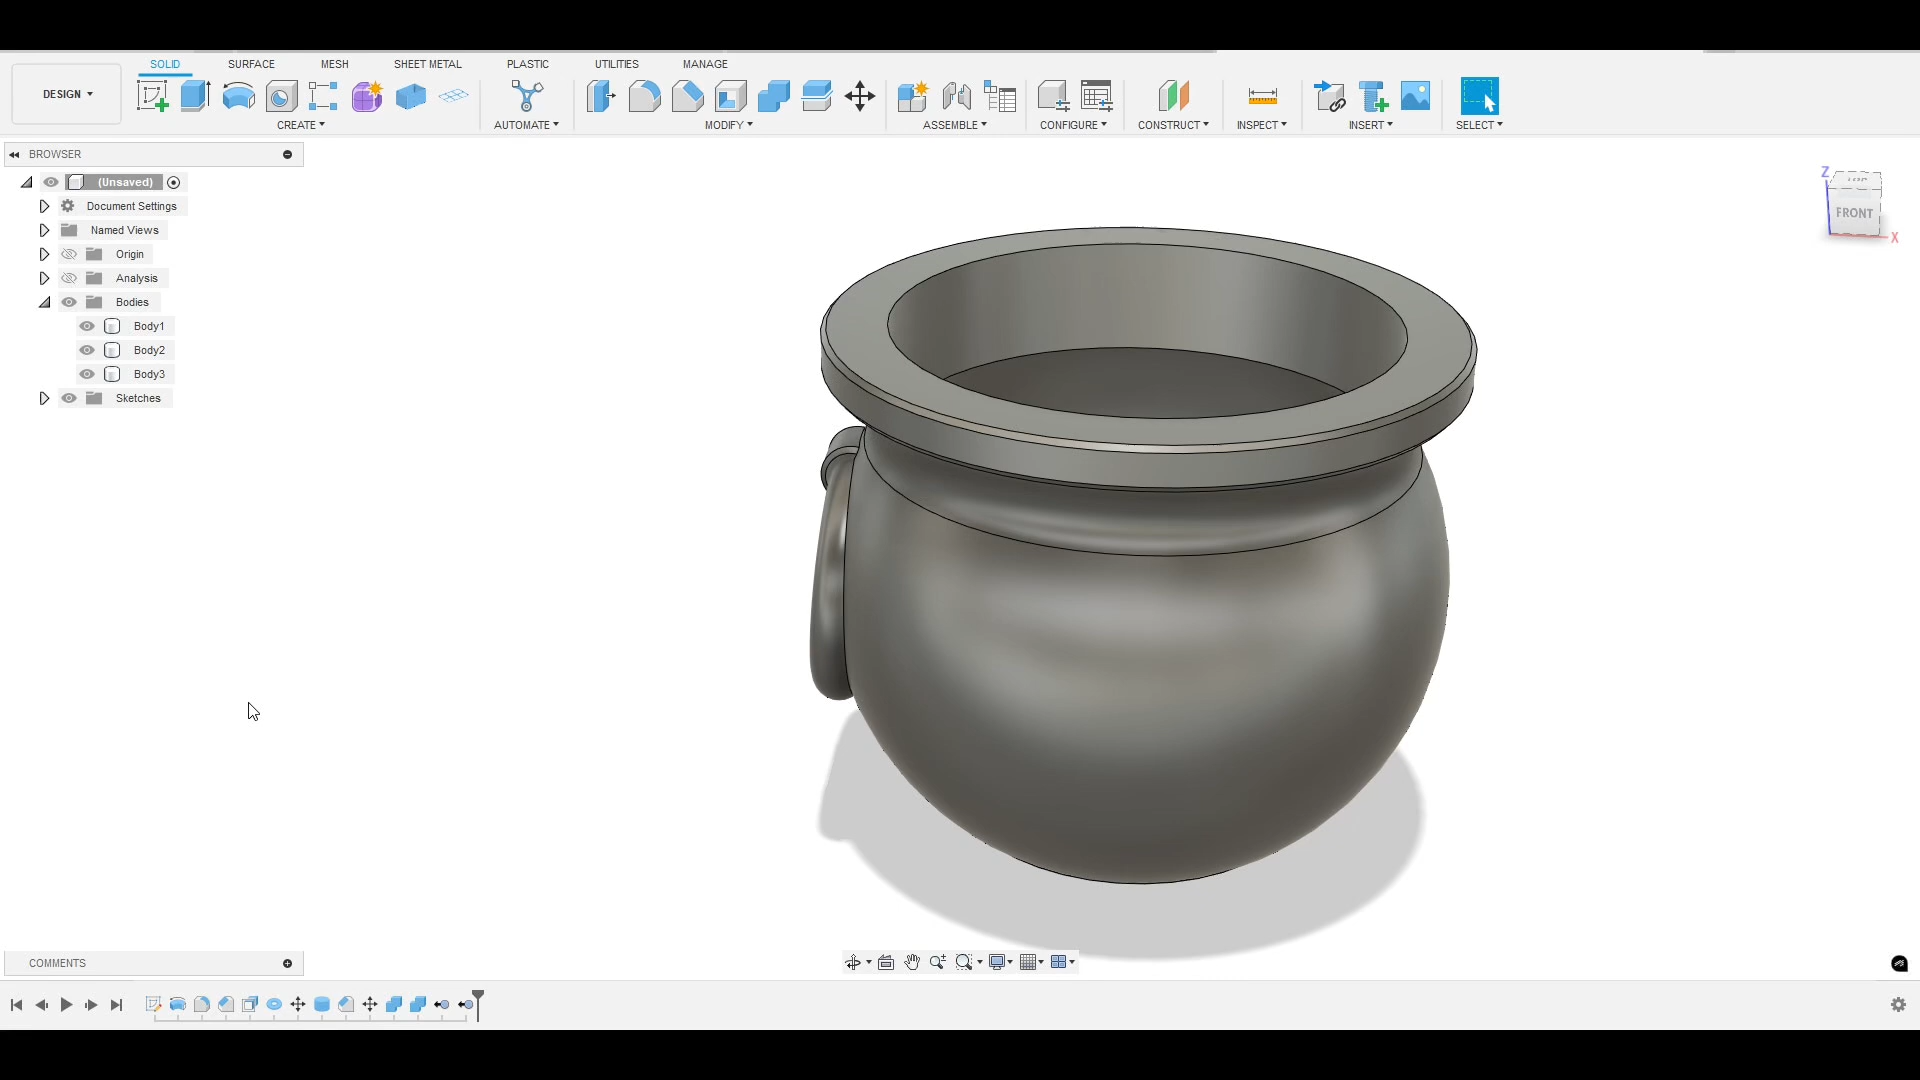 SOLID SURFACE MESH SHEET METAL PLASTIC UTILITIES MANAGE
DESIGN
CREATE AUTOMATE MODIFY ASSEMBLE CONFIGURE CONSTRUCT INSPECT INSERT SELECT
BROWSER
(Unsaved)
Document Settings
Named Views
Origin
Analysis
Bodies
Body1
Body2
Body3
Sketches
Z
TOP
FRONT
X
COMMENTS